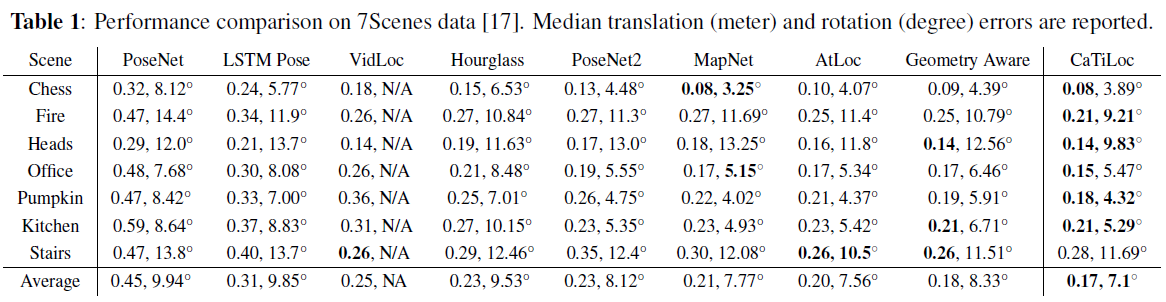 Table 1: Performance comparison on 7Scenes data [17]. Median translation (meter) and rotation (degree) errors are reported.
Scene PoseNet LSTM Pose VidLoc Hourglass PoseNet2 MapNet AtLoc Geometry Aware CaTiLoc
Chess 0.32, 8.12° 0.24, 5.77° 0.18, N/A 0.15, 6.53° 0.13, 4.48° 0.08, 3.25° 0.10, 4.07° 0.09, 4.39° 0.08, 3.89°
Fire 0.47, 14.4° 0.34, 11.9° 0.26, N/A 0.27, 10.84° 0.27, 11.3° 0.27, 11.69° 0.25, 11.4° 0.25, 10.79° 0.21, 9.21°
Heads 0.29, 12.0° 0.21, 13.7° 0.14, N/A 0.19, 11.63° 0.17, 13.0° 0.18, 13.25° 0.16, 11.8° 0.14, 12.56° 0.14, 9.83°
Office 0.48, 7.68° 0.30, 8.08° 0.26, N/A 0.21, 8.48° 0.19, 5.55° 0.17, 5.15° 0.17, 5.34° 0.17, 6.46° 0.15, 5.47°
Pumpkin 0.47, 8.42° 0.33, 7.00° 0.36, N/A 0.25, 7.01° 0.26, 4.75° 0.22, 4.02° 0.21, 4.37° 0.19, 5.91° 0.18, 4.32°
Kitchen 0.59, 8.64° 0.37, 8.83° 0.31, N/A 0.27, 10.15° 0.23, 5.35° 0.23, 4.93° 0.23, 5.42° 0.21, 6.71° 0.21, 5.29°
Stairs 0.47, 13.8° 0.40, 13.7° 0.26, N/A 0.29, 12.46° 0.35, 12.4° 0.30, 12.08° 0.26, 10.5° 0.26, 11.51° 0.28, 11.69°
Average 0.45, 9.94° 0.31, 9.85° 0.25, NA 0.23, 9.53° 0.23, 8.12° 0.21, 7.77° 0.20, 7.56° 0.18, 8.33° 0.17, 7.1°